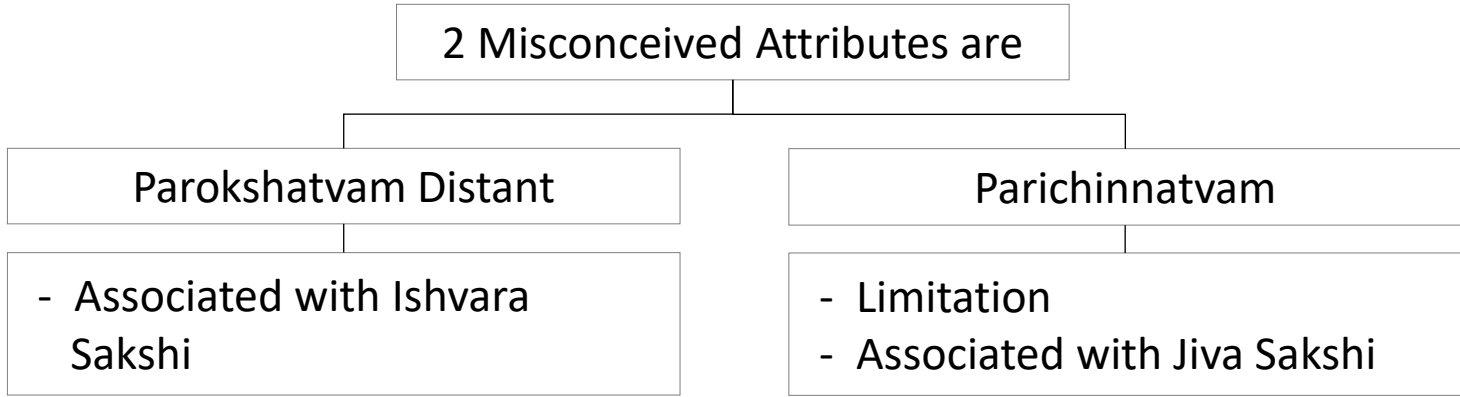 2 Misconceived Attributes are
Parokshatvam Distant
Parichinnatvam
- Associated with Ishvara
Sakshi
- Limitation
- Associated with Jiva Sakshi